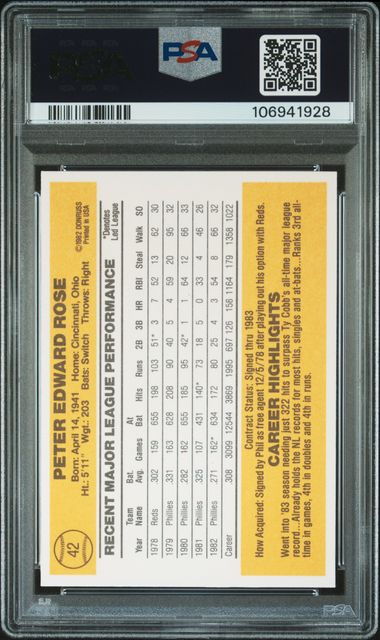 PSA
106941928
42
PETER EDWARD ROSE
Born: April 14, 1941 Home: Cincinnati, Ohio
Ht.: 5'11" Wgt.: 203 Bats: Switch Throws: Right
©1982 DONRUSS
Printed in USA
RECENT MAJOR LEAGUE PERFORMANCE
*Denotes
Led League
Year Team Name Bat. Avg. Games At Bat Hits Runs 2B 3B HR RBI Steal Walk SO
1978 Reds 302 159 655 198 103 51* 3 7 52 13 62 30
1979 Phillies 331 163 628 208 90 40 5 4 59 20 95 32
1980 Phillies 282 162 655 185 95 42* 1 1 64 12 66 33
1981 Phillies 325 107 431 140* 73 18 5 0 33 4 46 26
1982 Phillies 271 162* 634 172 80 25 4 3 54 8 66 32
Career 308 3099 12544 3869 1995 697 126 158 1164 179 1358 1022
Contract Status: Signed thru 1983
How Acquired: Signed by Phil as free agent 12/5/78 after playing out his option with Reds.
CAREER HIGHLIGHTS
Went into '83 season needing just 322 hits to surpass Ty Cobb's all-time major league
record...Already holds the NL records for most hits, singles and at-bats...Ranks 3rd all-
time in games, 4th in doubles and 4th in runs.
PSA